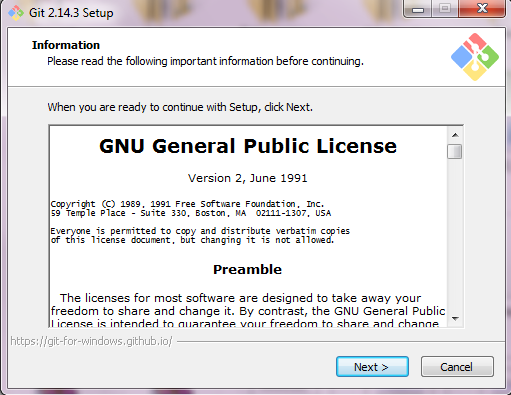 Git 2.14.3 Setup
Information
Please read the following important information before continuing.
When you are ready to continue with Setup, click Next.
GNU General Public License
Version 2, June 1991
Copyright (C) 1989, 1991 Free Software Foundation, Inc.
59 Temple Place - Suite 330, Boston, MA  02111-1307, USA
Everyone is permitted to copy and distribute verbatim copies
of this license document, but changing it is not allowed.
Preamble
The licenses for most software are designed to take away your
freedom to share and change it. By contrast, the GNU General Public
License is intended to guarantee your freedom to share and change
https://git-for-windows.github.io/
Next >
Cancel